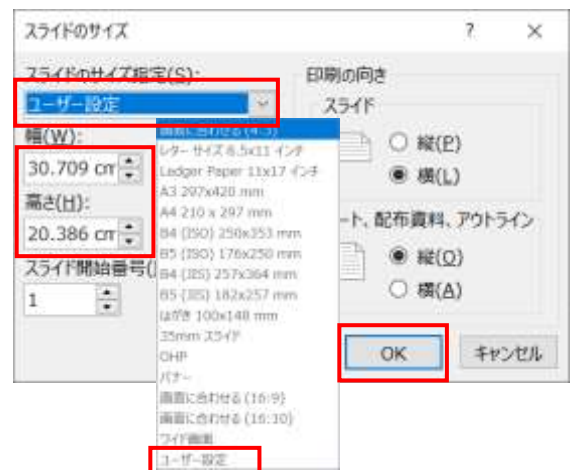 スライドのサイズ ? ×
スライドのサイズ指定(S):
ユーザー設定
幅(W):
30.709 cm
高さ(H):
20.386 cm
スライド開始番号(
1
画面に合わせる (4:3)
レター サイズ 8.5x11 インチ
Ledger Paper 11x17 インチ
A3 297x420 mm
A4 210 x 297 mm
B4 (ISO) 250x353 mm
B5 (ISO) 176x250 mm
B4 (JIS) 257x364 mm
B5 (JIS) 182x257 mm
はがき 100x148 mm
35mm スライド
OHP
バナー
画面に合わせる (16:9)
画面に合わせる (16:10)
ワイド画面
ユーザー設定
印刷の向き
スライド
縦(P)
横(L)
ート、配布資料、アウトライン
縦(O)
横(A)
OK キャンセル